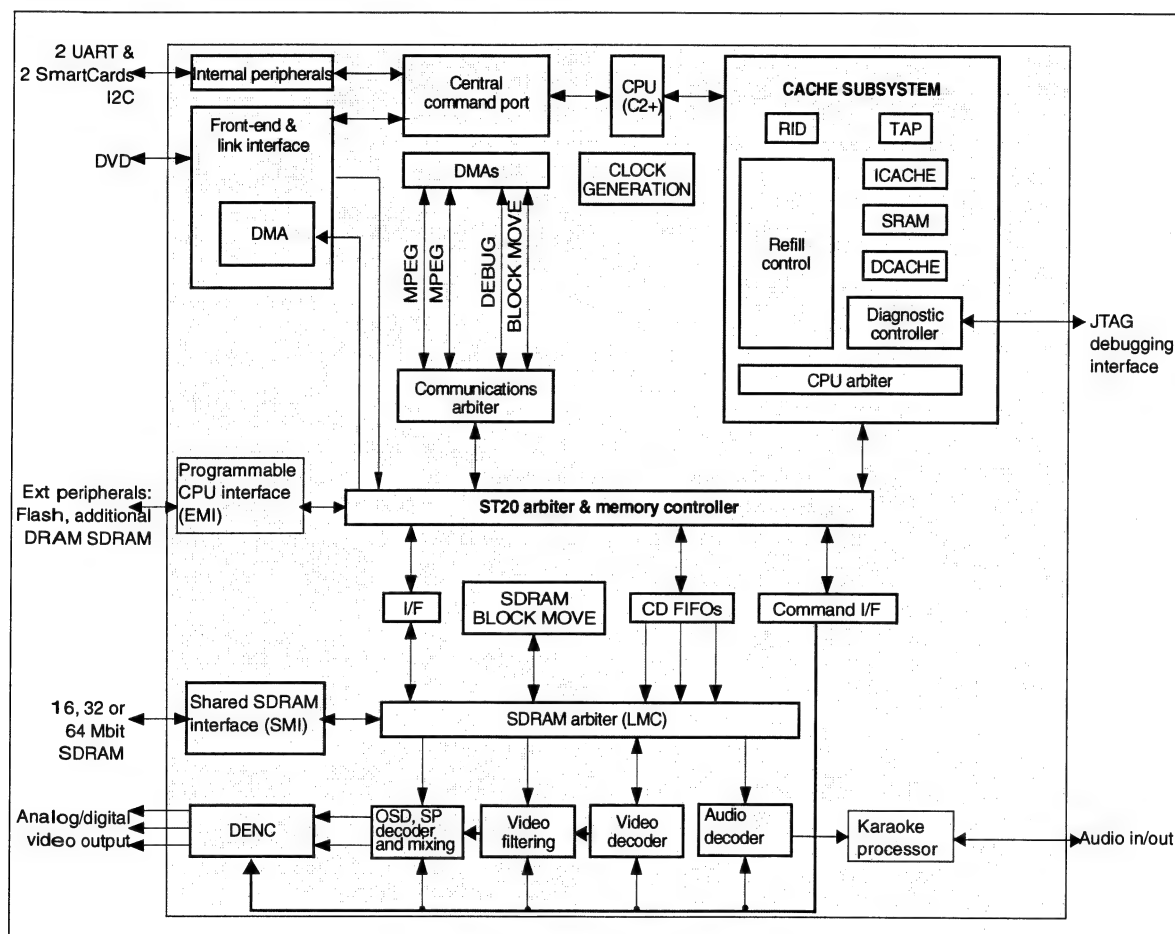 2 UART &
2 SmartCards
I2C
Internal peripherals
Central
command port
CPU
(C2+)
CACHE SUBSYSTEM
RID
TAP
ICACHE
SRAM
DCACHE
Refill
control
Diagnostic
controller
CPU arbiter
JTAG
debugging
interface
DVD
Front-end &
link interface
DMA
DMAs
CLOCK
GENERATION
MPEG
MPEG
DEBUG
BLOCK MOVE
Communications
arbiter
Ext peripherals:
Flash, additional
DRAM SDRAM
Programmable
CPU interface
(EMI)
ST20 arbiter & memory controller
I/F
SDRAM
BLOCK MOVE
CD FIFOs
Command I/F
16, 32 or
64 Mbit
SDRAM
Shared SDRAM
interface (SMI)
SDRAM arbiter (LMC)
Analog/digital
video output
DENC
OSD, SP
decoder
and mixing
Video
filtering
Video
decoder
Audio
decoder
Karaoke
processor
Audio in/out